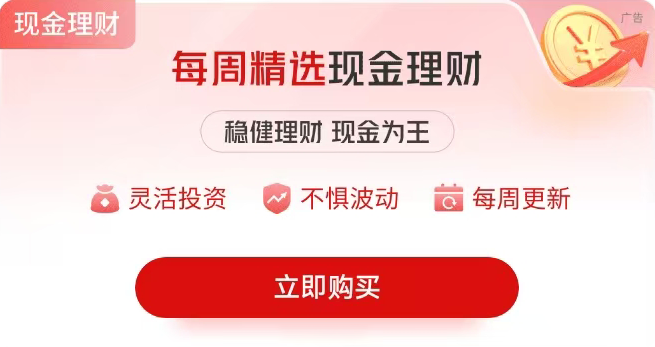 现金理财
广告
每周精选现金理财
稳健理财 现金为王
灵活投资 不惧波动 每周更新
立即购买